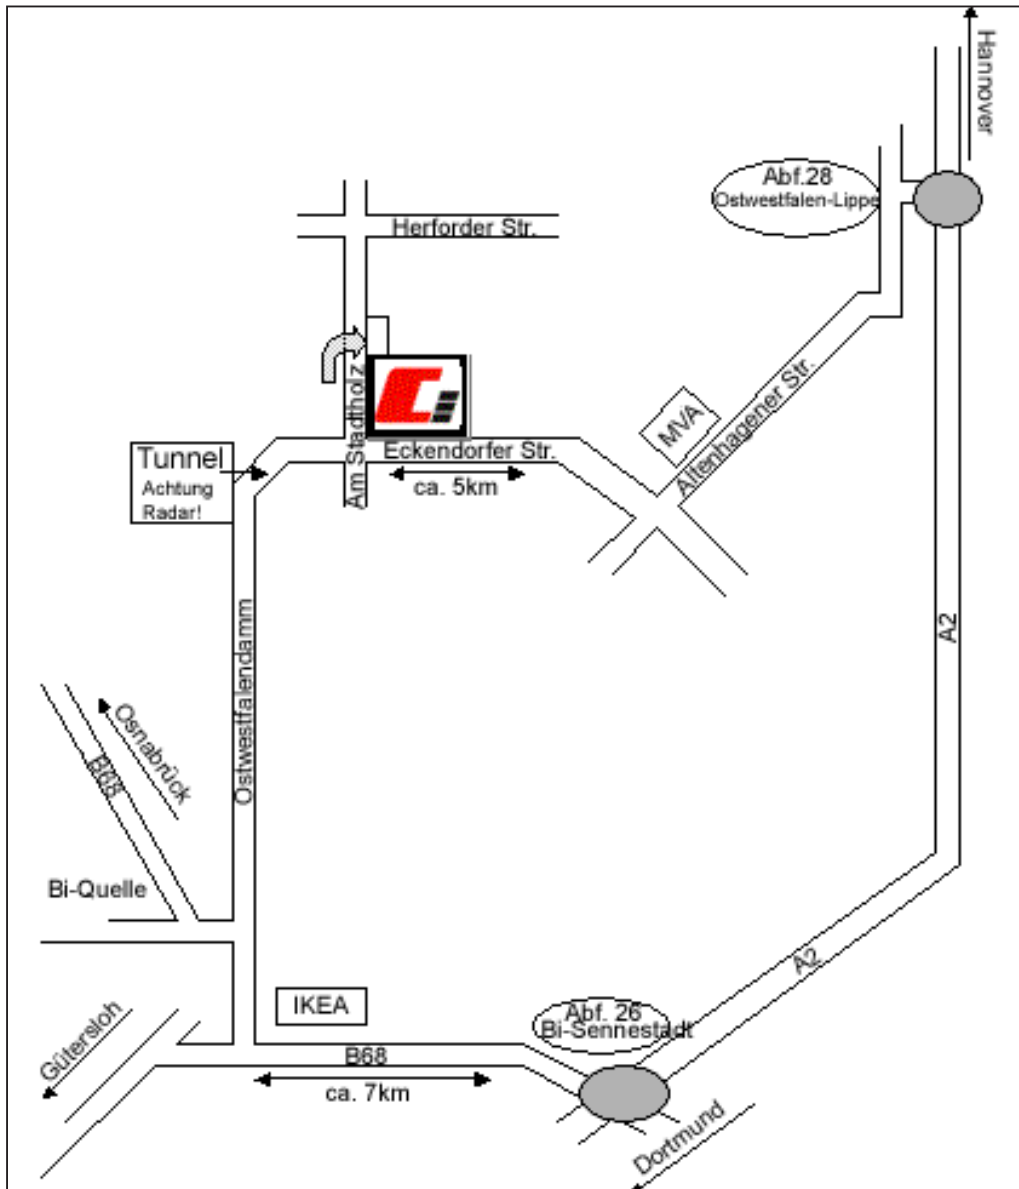 Hannover
Abf.28
Ostwestfalen-Lippe
Herforder Str.
Am Stadtholz
MVA
Altenhagener Str.
Tunnel
Achtung
Radar!
Eckendorfer Str.
ca. 5km
A2
Ostwestfalendamm
Osnabrück
B68
Bi-Quelle
A2
IKEA
Abf. 26
Bi-Sennestadt
Gütersloh
B68
ca. 7km
Dortmund